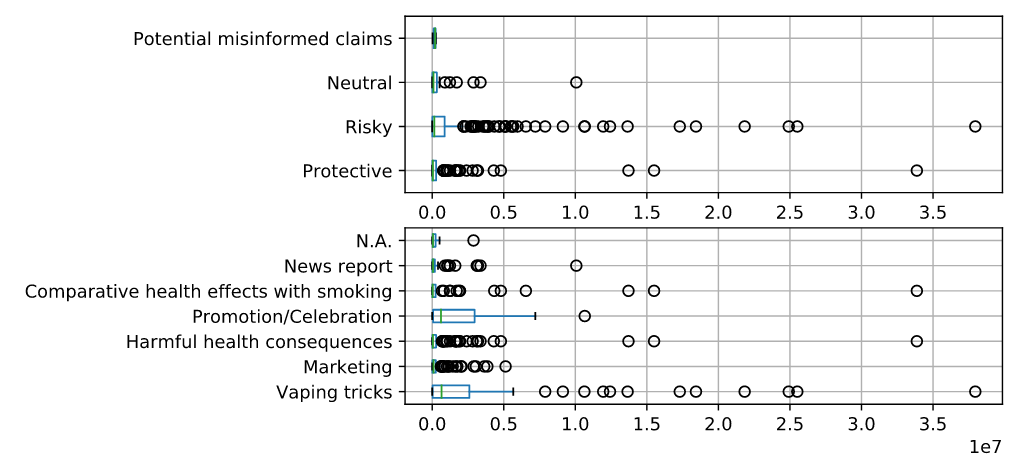 Potential misinformed claims
Neutral
Risky
Protective
0.0 0.5 1.0 1.5 2.0 2.5 3.0 3.5
N.A.
News report
Comparative health effects with smoking
Promotion/Celebration
Harmful health consequences
Marketing
Vaping tricks
0.0 0.5 1.0 1.5 2.0 2.5 3.0 3.5
1e7